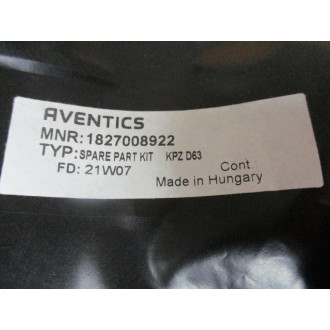 AVENTICS
MNR: 1827008922
TYP: SPARE PART KIT KPZ D63
FD: 21W07 Cont.
Made in Hungary